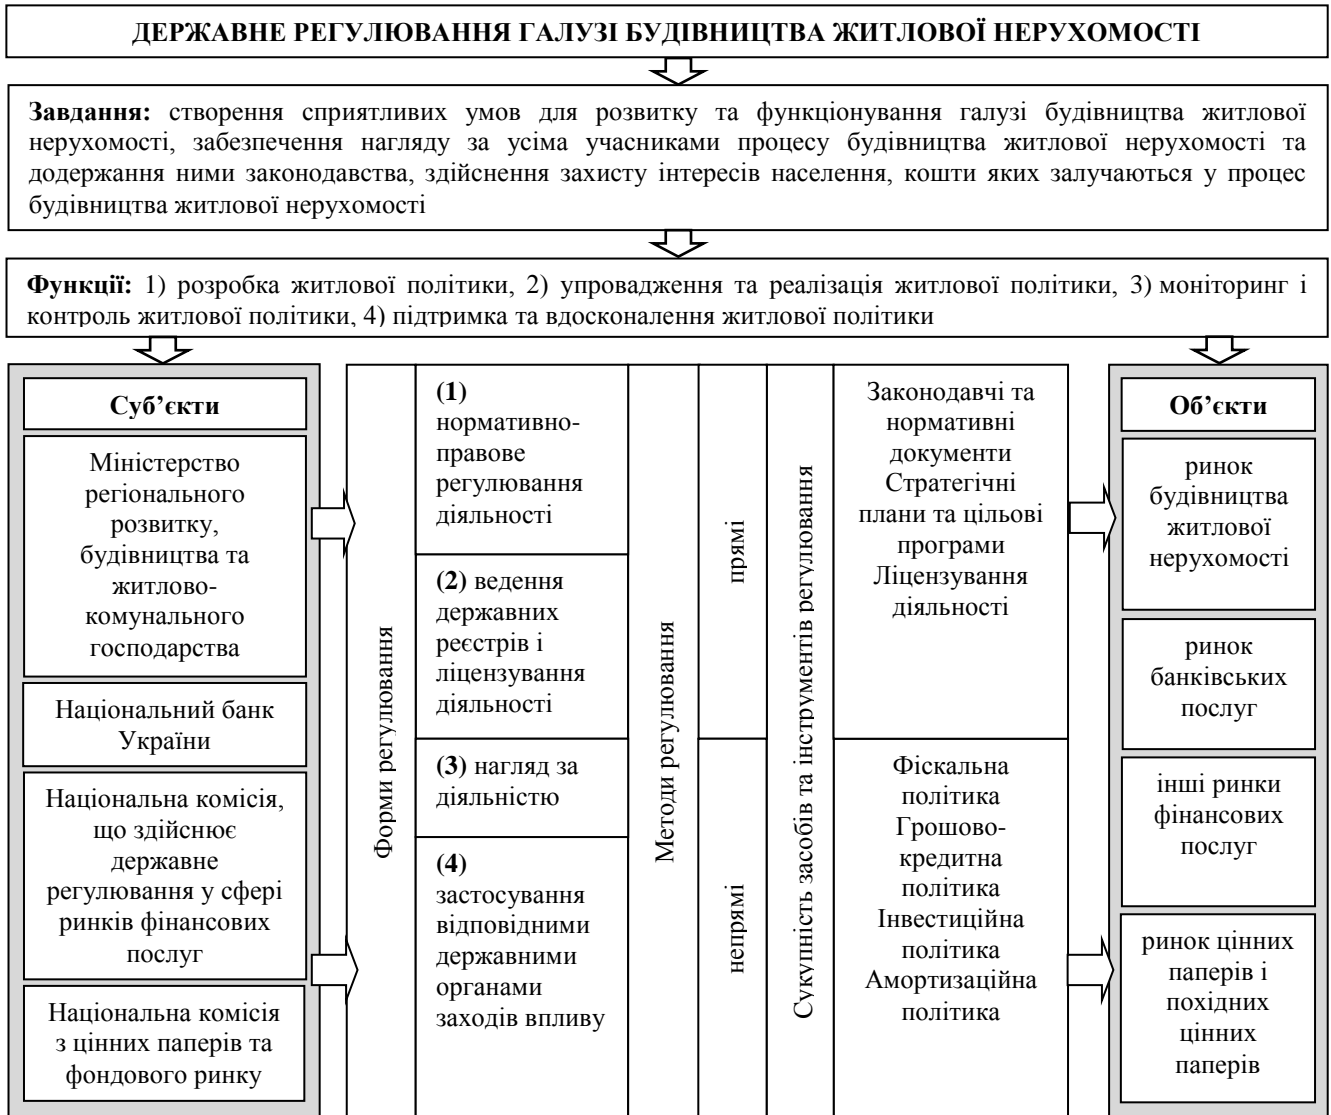 ДЕРЖАВНЕ РЕГУЛЮВАННЯ ГАЛУЗІ БУДІВНИЦТВА ЖИТЛОВОЇ НЕРУХОМОСТІ
Завдання: створення сприятливих умов для розвитку та функціонування галузі будівництва житлової
нерухомості, забезпечення нагляду за усіма учасниками процесу будівництва житлової нерухомості та
додержання ними законодавства, здійснення захисту інтересів населення, кошти яких залучаються у процес
будівництва житлової нерухомості
Функції: 1) розробка житлової політики, 2) упровадження та реалізація житлової політики, 3) моніторинг і
контроль житлової політики, 4) підтримка та вдосконалення житлової політики
Суб’єкти
Міністерство
регіонального
розвитку,
будівництва та
житлово-
комунального
господарства
Національний банк
України
Національна комісія,
що здійснює
державне
регулювання у сфері
ринків фінансових
послуг
Національна комісія
з цінних паперів та
фондового ринку
Форми регулювання
(1)
нормативно-
правове
регулювання
діяльності
(2) ведення
державних
реєстрів і
ліцензування
діяльності
(3) нагляд за
діяльністю
(4)
застосування
відповідними
державними
органами
заходів впливу
Методи регулювання
прямі
непрямі
Сукупність засобів та інструментів регулювання
Законодавчі та
нормативні
документи
Стратегічні
плани та цільові
програми
Ліцензування
діяльності
Фіскальна
політика
Грошово-
кредитна
політика
Інвестиційна
політика
Амортизаційна
політика
Об’єкти
ринок
будівництва
житлової
нерухомості
ринок
банківських
послуг
інші ринки
фінансових
послуг
ринок цінних
паперів і
похідних
цінних
паперів